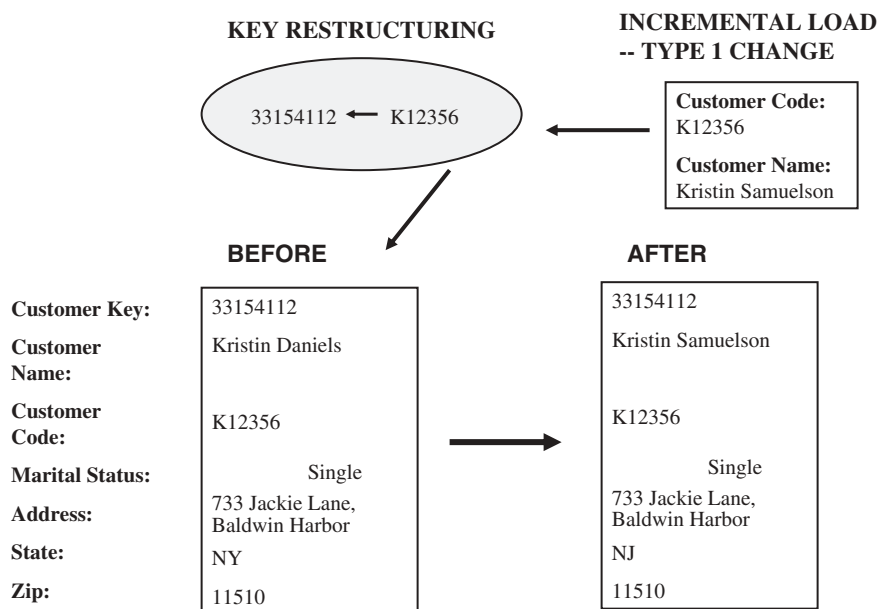 KEY RESTRUCTURING
INCREMENTAL LOAD
-- TYPE 1 CHANGE
33154112 K12356
Customer Code:
K12356
Customer Name:
Kristin Samuelson
BEFORE
AFTER
Customer Key:
33154112
33154112
Customer
Name:
Kristin Daniels
Kristin Samuelson
Customer
Code:
K12356
K12356
Marital Status:
Single
Single
Address:
733 Jackie Lane,
Baldwin Harbor
733 Jackie Lane,
Baldwin Harbor
State:
NY
NJ
Zip:
11510
11510